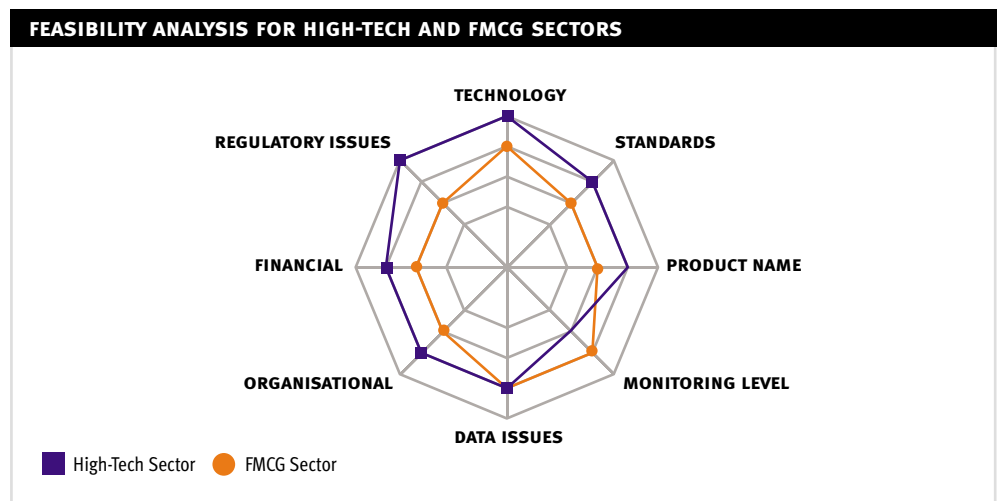 FEASIBILITY ANALYSIS FOR HIGH-TECH AND FMCG SECTORS
TECHNOLOGY
REGULATORY ISSUES
STANDARDS
FINANCIAL
PRODUCT NAME
ORGANISATIONAL
MONITORING LEVEL
DATA ISSUES
High-Tech Sector
FMCG Sector